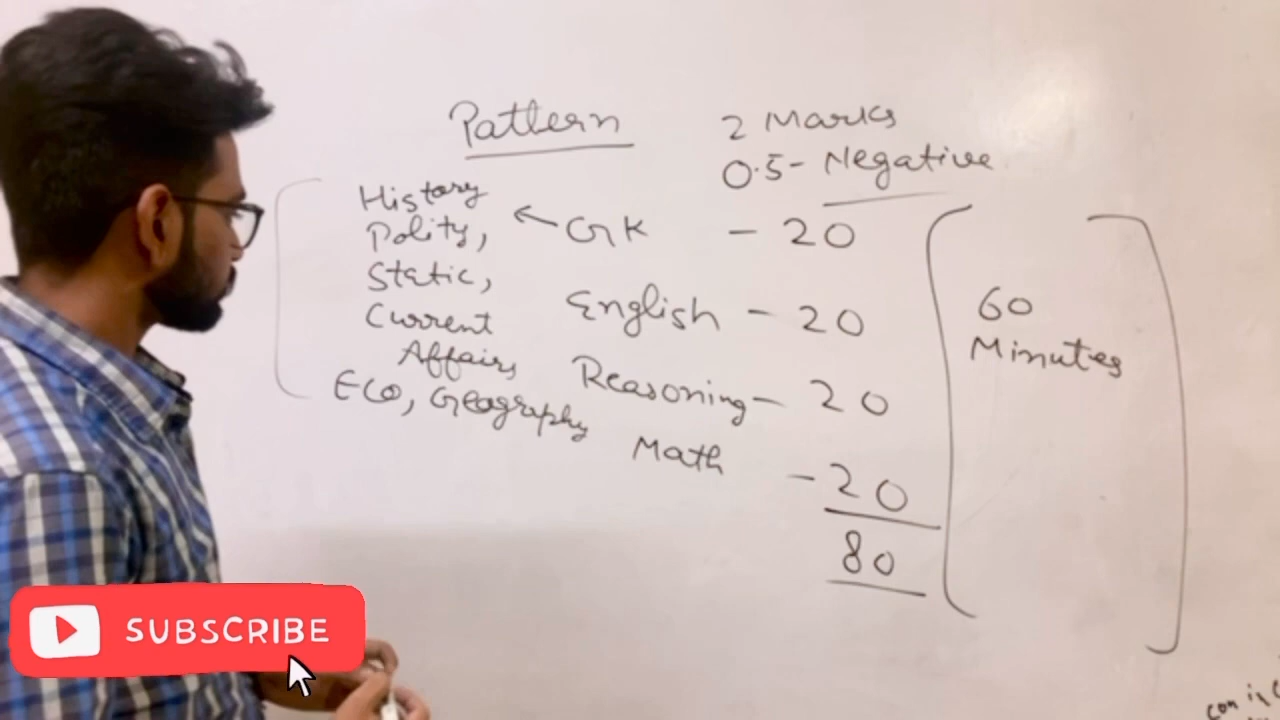 Pattern
2 Marks
0.5- Negative
History
Polity,
Static,
Current
Affairs,
Eco, Geography
← GK - 20
English - 20
Reasoning - 20
Math - 20
80
60
Minutes
SUBSCRIBE